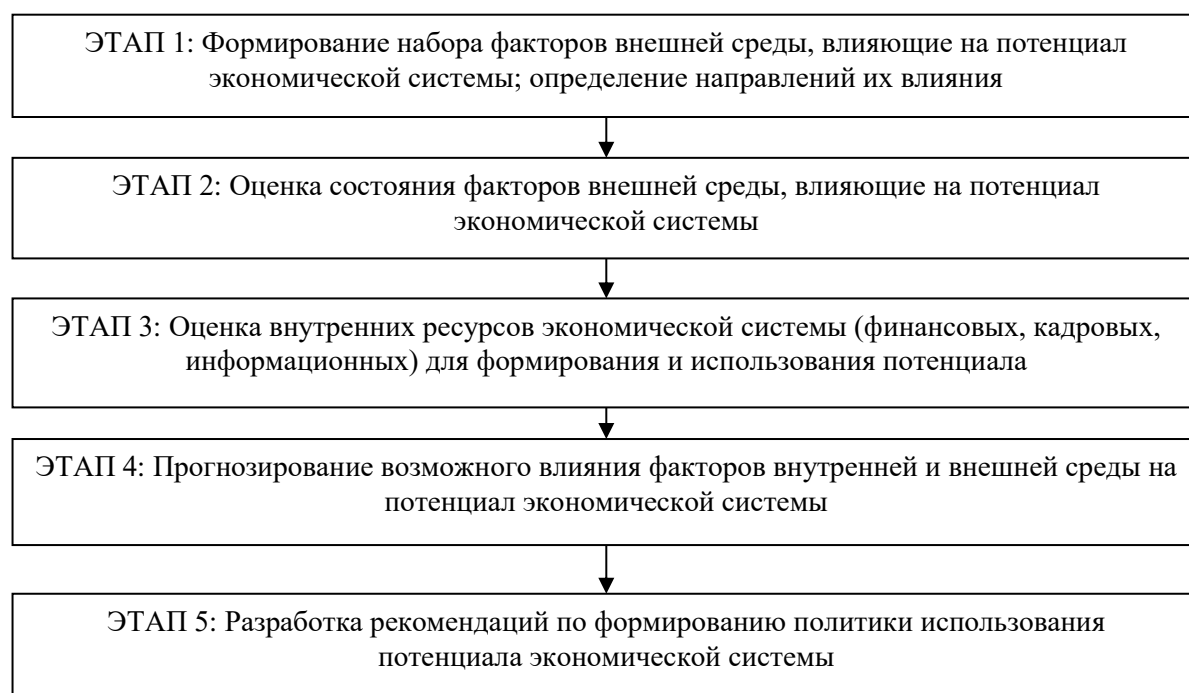 ЭТАП 1: Формирование набора факторов внешней среды, влияющие на потенциал
экономической системы; определение направлений их влияния
ЭТАП 2: Оценка состояния факторов внешней среды, влияющие на потенциал
экономической системы
ЭТАП 3: Оценка внутренних ресурсов экономической системы (финансовых, кадровых,
информационных) для формирования и использования потенциала
ЭТАП 4: Прогнозирование возможного влияния факторов внутренней и внешней среды на
потенциал экономической системы
ЭТАП 5: Разработка рекомендаций по формированию политики использования
потенциала экономической системы